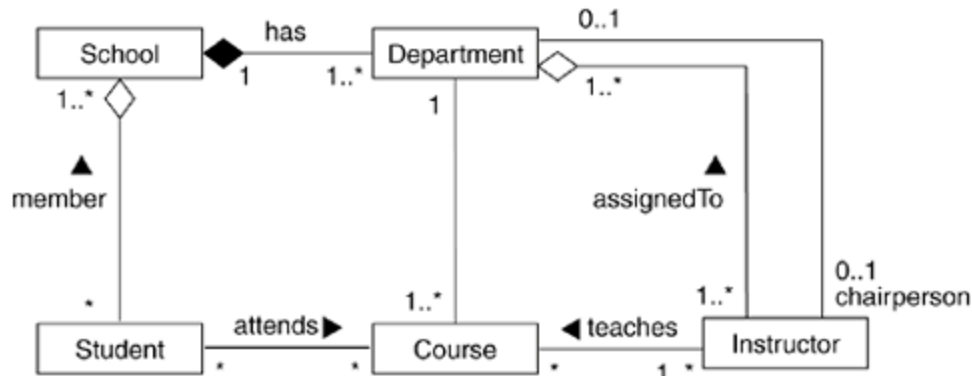 School
has
1
1..*
Department
0..1
1..*
1..*
1
member
assignedTo
*
1..*
1..*
0..1
chairperson
Student
attends
*
*
Course
teaches
*
1..*
Instructor